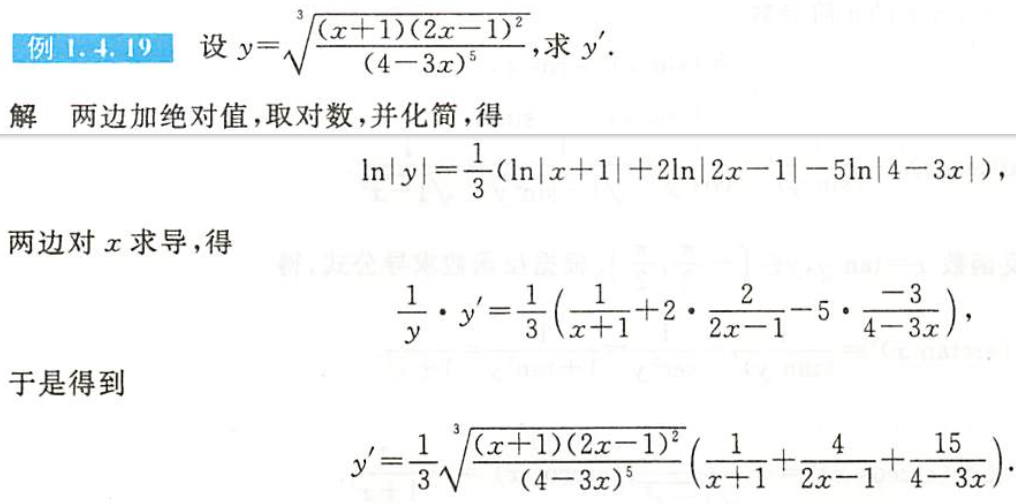 例 1.4.19 设 $y=\sqrt[3]{\frac{(x+1)(2x-1)^2}{(4-3x)^5}}$,求 $y'$.
解 两边加绝对值,取对数,并化简,得
$\ln|y|=\frac{1}{3}(\ln|x+1|+2\ln|2x-1|-5\ln|4-3x|),$
两边对 $x$ 求导,得
$\frac{1}{y}\cdot y'=\frac{1}{3}\left(\frac{1}{x+1}+2\cdot\frac{2}{2x-1}-5\cdot\frac{-3}{4-3x}\right),$
于是得到
$y'=\frac{1}{3}\sqrt[3]{\frac{(x+1)(2x-1)^2}{(4-3x)^5}}\left(\frac{1}{x+1}+\frac{4}{2x-1}+\frac{15}{4-3x}\right).$